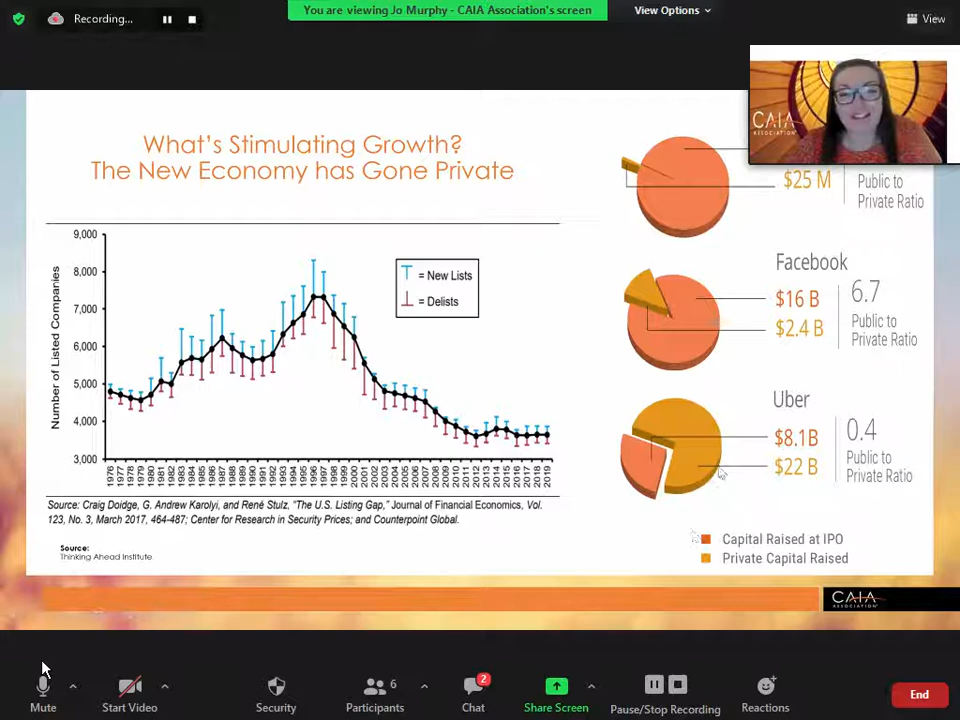 Recording...
You are viewing Jo Murphy - CAIA Association's screen
View Options
View
CAIA
ASSOCIATION
What's Stimulating Growth?
The New Economy has Gone Private
Number of Listed Companies
9,000
8,000
7,000
6,000
5,000
4,000
3,000
1976 1977 1978 1979 1980 1981 1982 1983 1984 1985 1986 1987 1988 1989 1990 1991 1992 1993 1994 1995 1996 1997 1998 1999 2000 2001 2002 2003 2004 2005 2006 2007 2008 2009 2010 2011 2012 2013 2014 2015 2016 2017 2018 2019
= New Lists
= Delists
Source: Craig Doidge, G. Andrew Karolyi, and René Stulz, "The U.S. Listing Gap," Journal of Financial Economics, Vol.
123, No. 3, March 2017, 464-487; Center for Research in Security Prices; and Counterpoint Global.
Source:
Thinking Ahead Institute
$25 M
Public to
Private Ratio
Facebook
$16 B
$2.4 B
6.7
Public to
Private Ratio
Uber
$8.1B
$22 B
0.4
Public to
Private Ratio
Capital Raised at IPO
Private Capital Raised
CAIA
ASSOCIATION
Mute
Start Video
Security
6
Participants
2
Chat
Share Screen
Pause/Stop Recording
Reactions
End